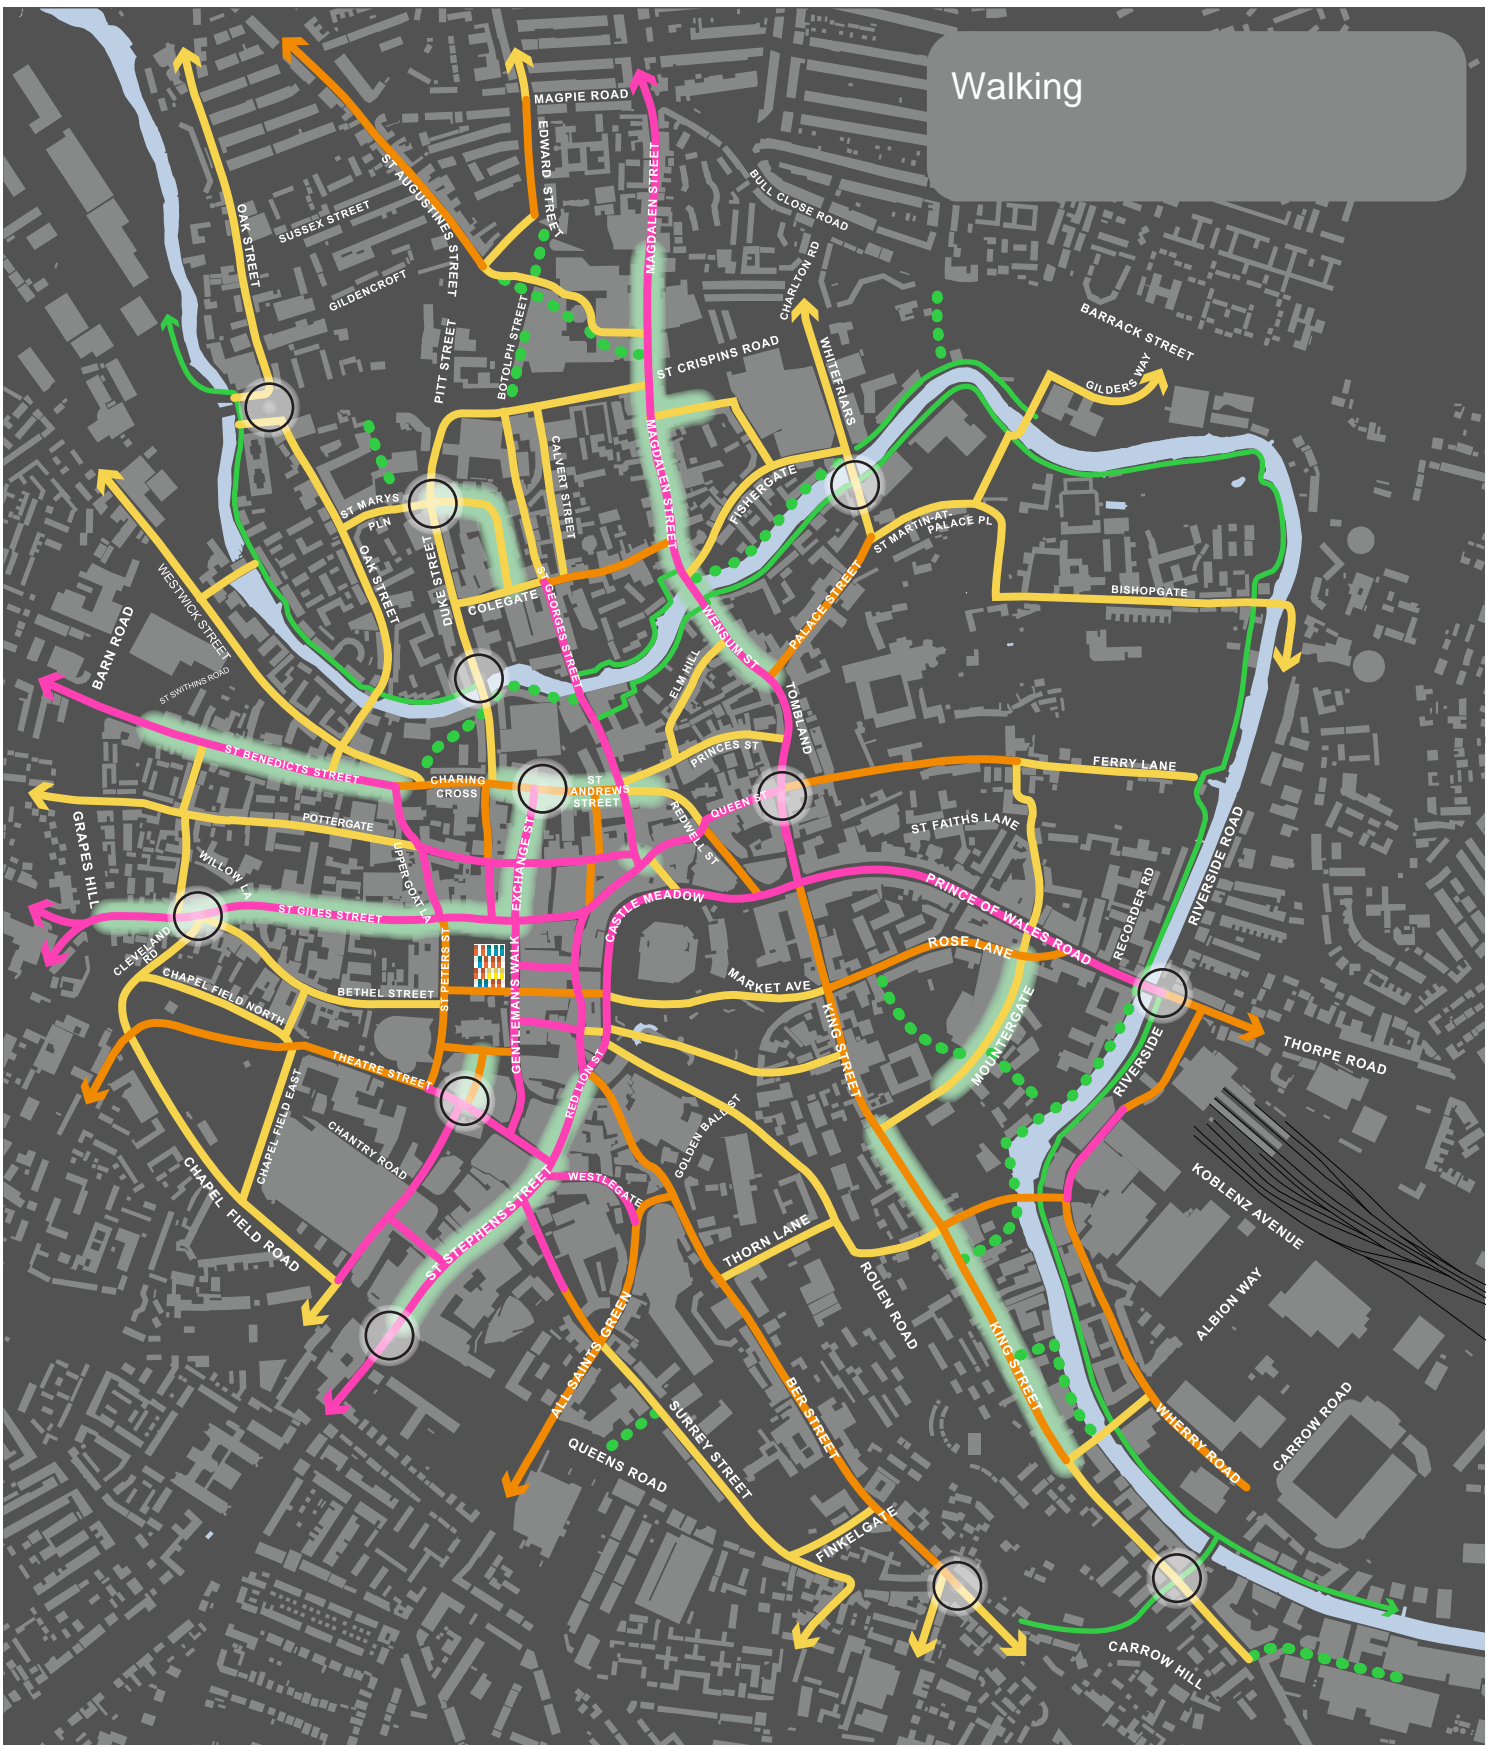 Walking
MAGPIE ROAD
EDWARD STREET
ST AUGUSTINES STREET
MAGDALEN STREET
BULL CLOSE ROAD
OAK STREET
SUSSEX STREET
GILDENCROFT
PITT STREET
BOTOLPH STREET
CHARLTON RD
WHITEFRIARS
BARRACK STREET
GILDERS WAY
ST CRISPINS ROAD
MAGDALEN STREET
CALVERT STREET
FISHERGATE
ST MARYS
PLN
ST MARTIN-AT-
PALACE PL
OAK STREET
DUKE STREET
COLEGATE
ST GEORGES STREET
WESTWICK STREET
BARN ROAD
ST SWITHINS ROAD
WENSUM ST
PALACE STREET
BISHOPGATE
ELM HILL
TOMBLAND
PRINCES ST
ST BENEDICTS STREET
CHARING
CROSS
ST
ANDREWS
STREET
FERRY LANE
QUEEN ST
REDWELL ST
POTTERGATE
GRAPES HILL
WILLOW LA
UPPER GOAT LA
EXCHANGE ST
ST FAITHS LANE
RIVERSIDE ROAD
RECORDER RD
PRINCE OF WALES ROAD
CASTLE MEADOW
ST GILES STREET
CLEVELAND
RD
ROSE LANE
CHAPEL FIELD NORTH
BETHEL STREET
ST PETERS ST
GENTLEMAN'S WALK
MARKET AVE
KING STREET
MOUNTERGATE
RIVERSIDE
THORPE ROAD
THEATRE STREET
RED LION ST
CHAPEL FIELD EAST
CHANTRY ROAD
GOLDEN BALL ST
CHAPEL FIELD ROAD
ST STEPHENS STREET
WESTLEGATE
THORN LANE
ROUEN ROAD
KOBLENZ AVENUE
ALBION WAY
ALL SAINTS GREEN
KING STREET
BER STREET
SURREY STREET
QUEENS ROAD
WHERRY ROAD
CARROW ROAD
FINKELGATE
CARROW HILL